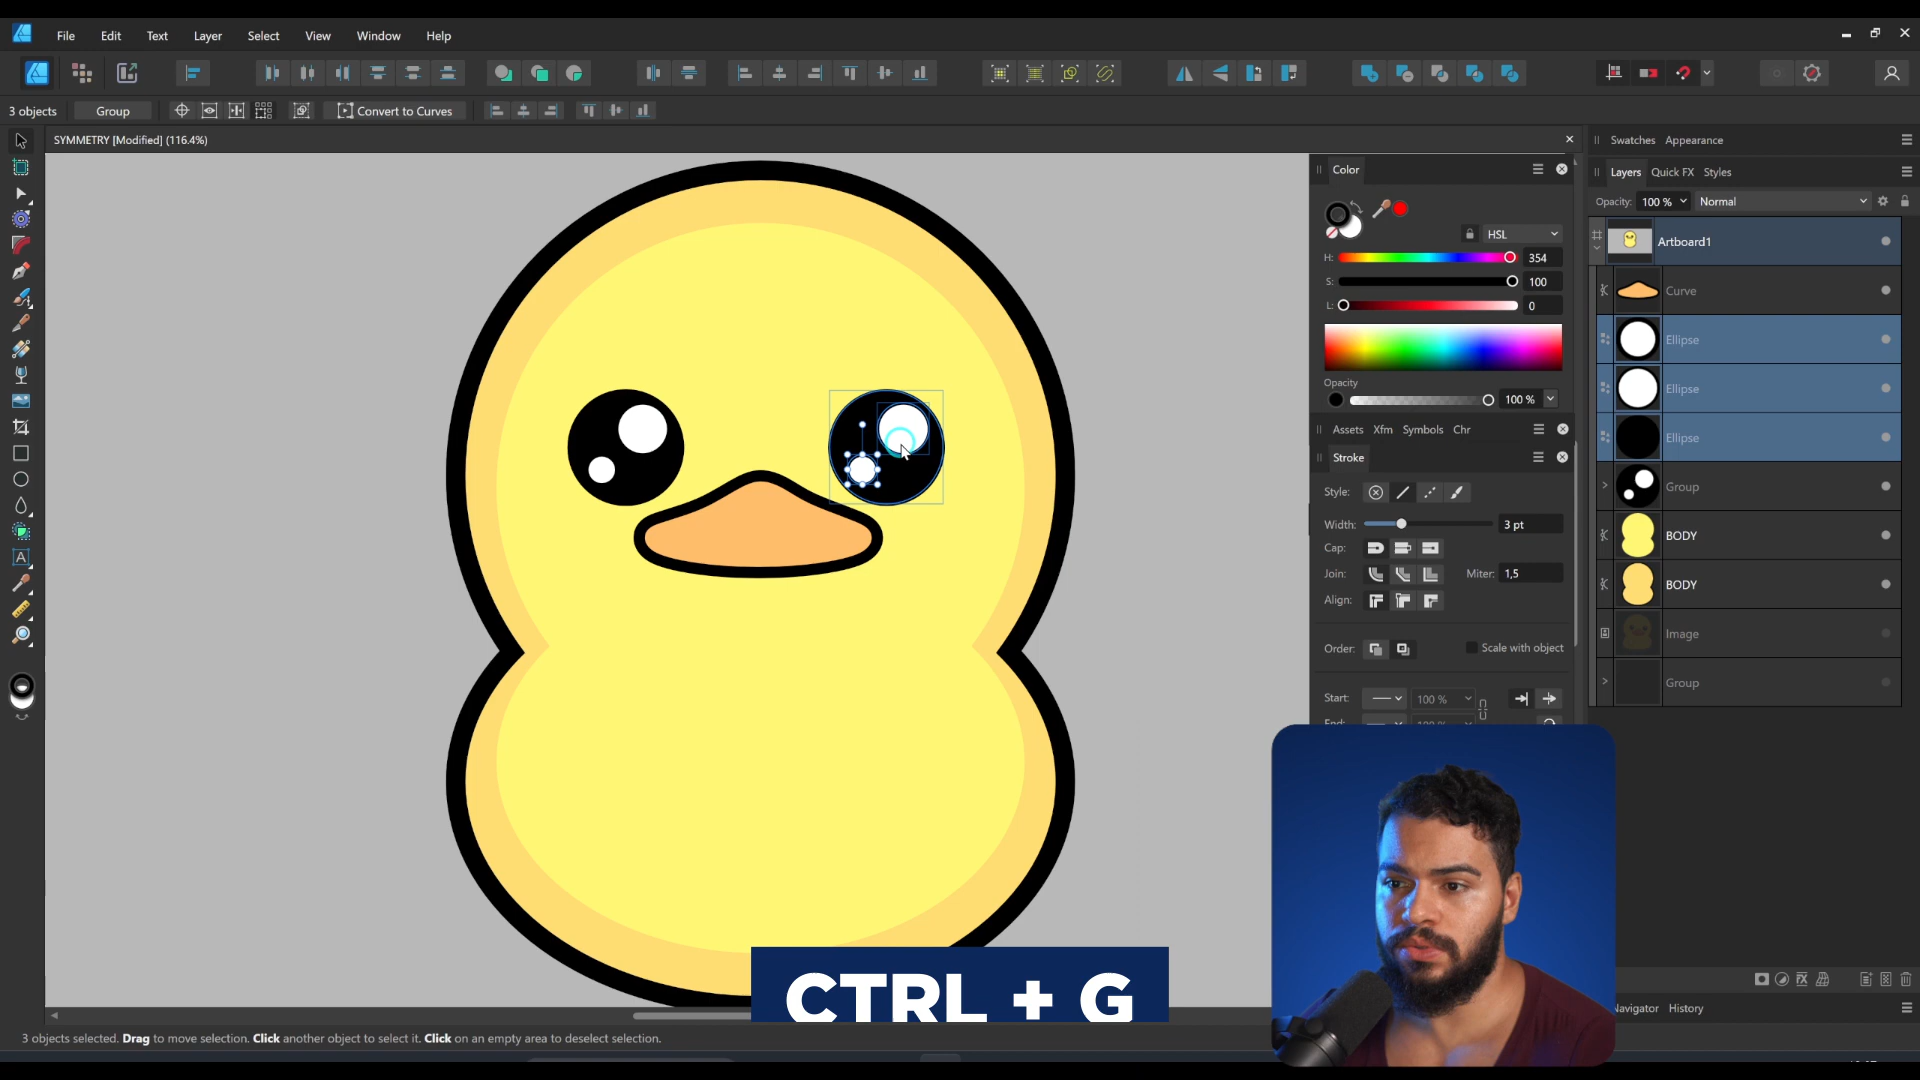 File Edit Text Layer Select View Window Help
3 objects Group Convert to Curves
SYMMETRY [Modified] (116.4%)
Swatches Appearance
Color
Layers Quick FX Styles
Opacity: 100 % Normal
HSL
H: 354
S: 100
L: 0
Opacity
100 %
Artboard1
Curve
Ellipse
Ellipse
Ellipse
Group
BODY
BODY
Image
Group
Assets Xfm Symbols Chr
Stroke
Style:
Width: 3 pt
Cap:
Join: Miter: 1,5
Align:
Order: Scale with object
Start: 100 %
End: 100 %
CTRL + G
Navigator History
3 objects selected. Drag to move selection. Click another object to select it. Click on an empty area to deselect selection.